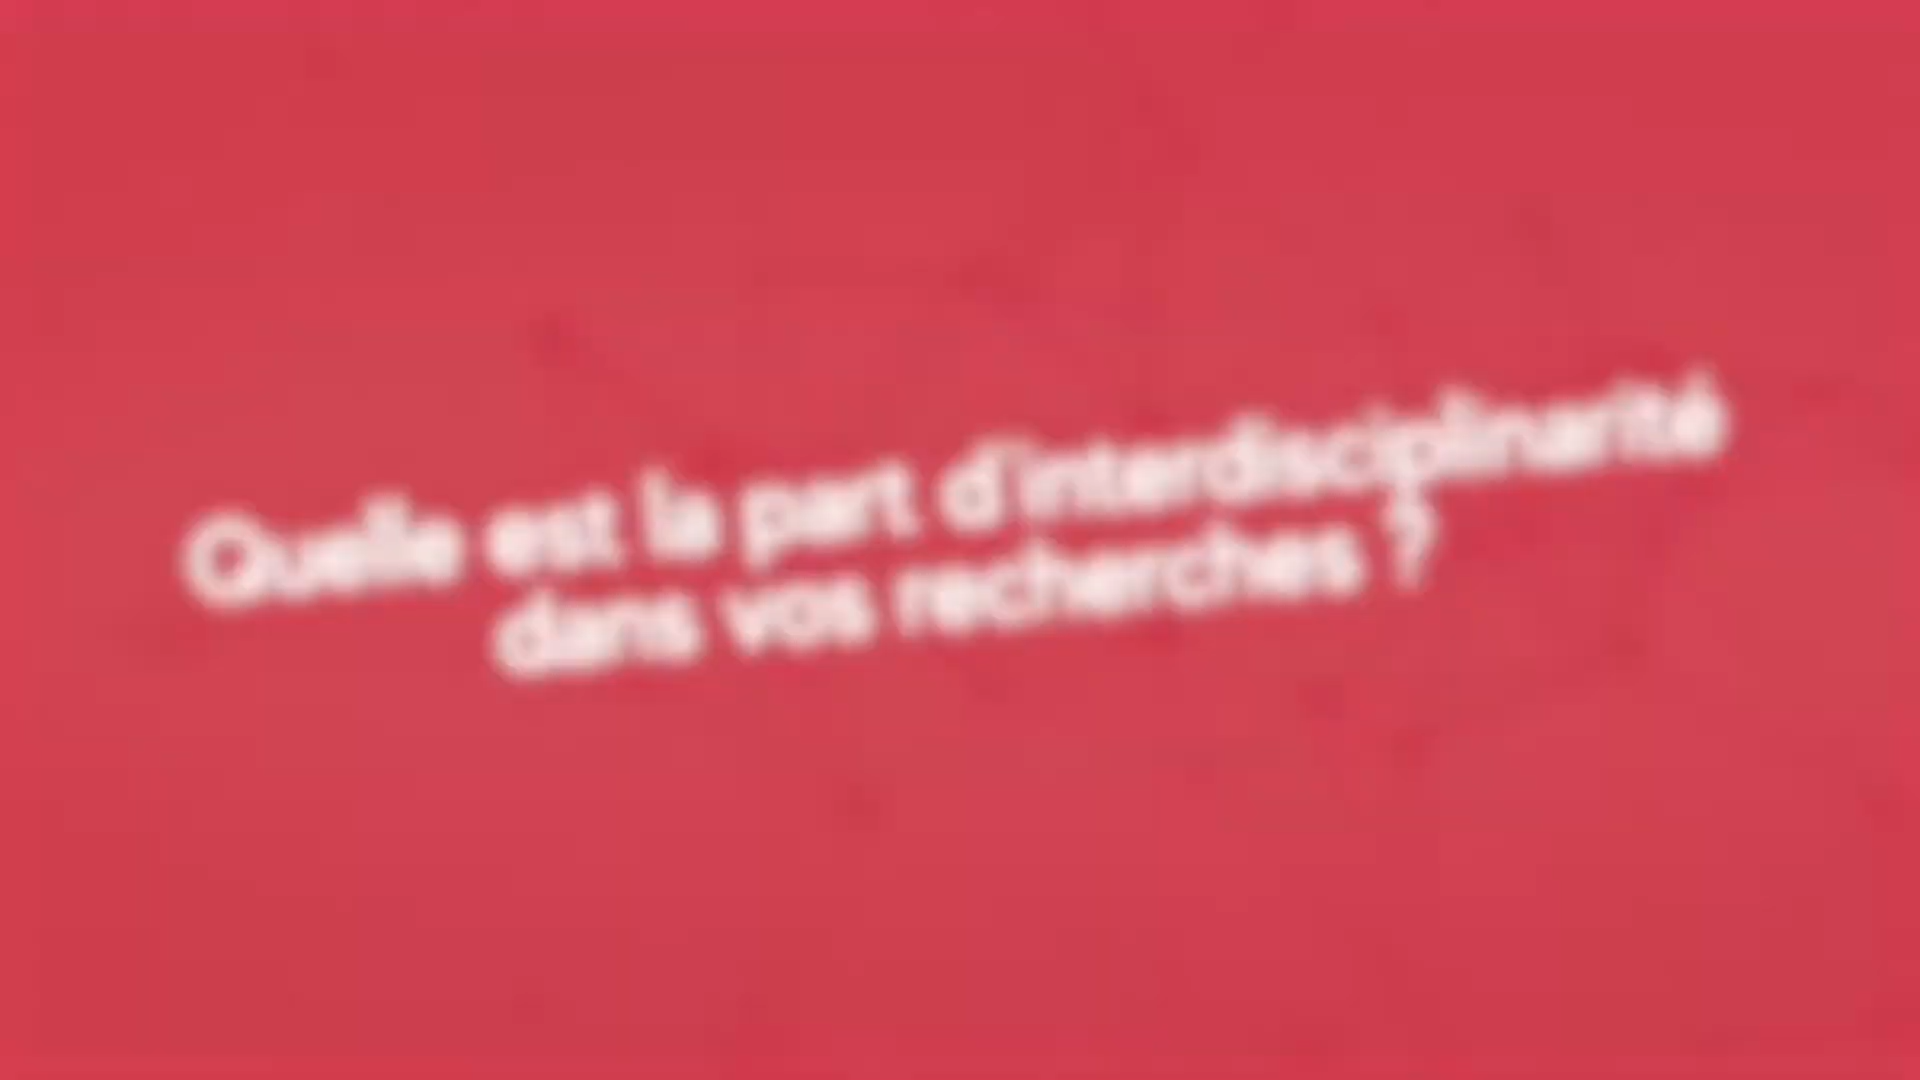 Quelle est la part d'interdisciplinarité
dans vos recherches ?